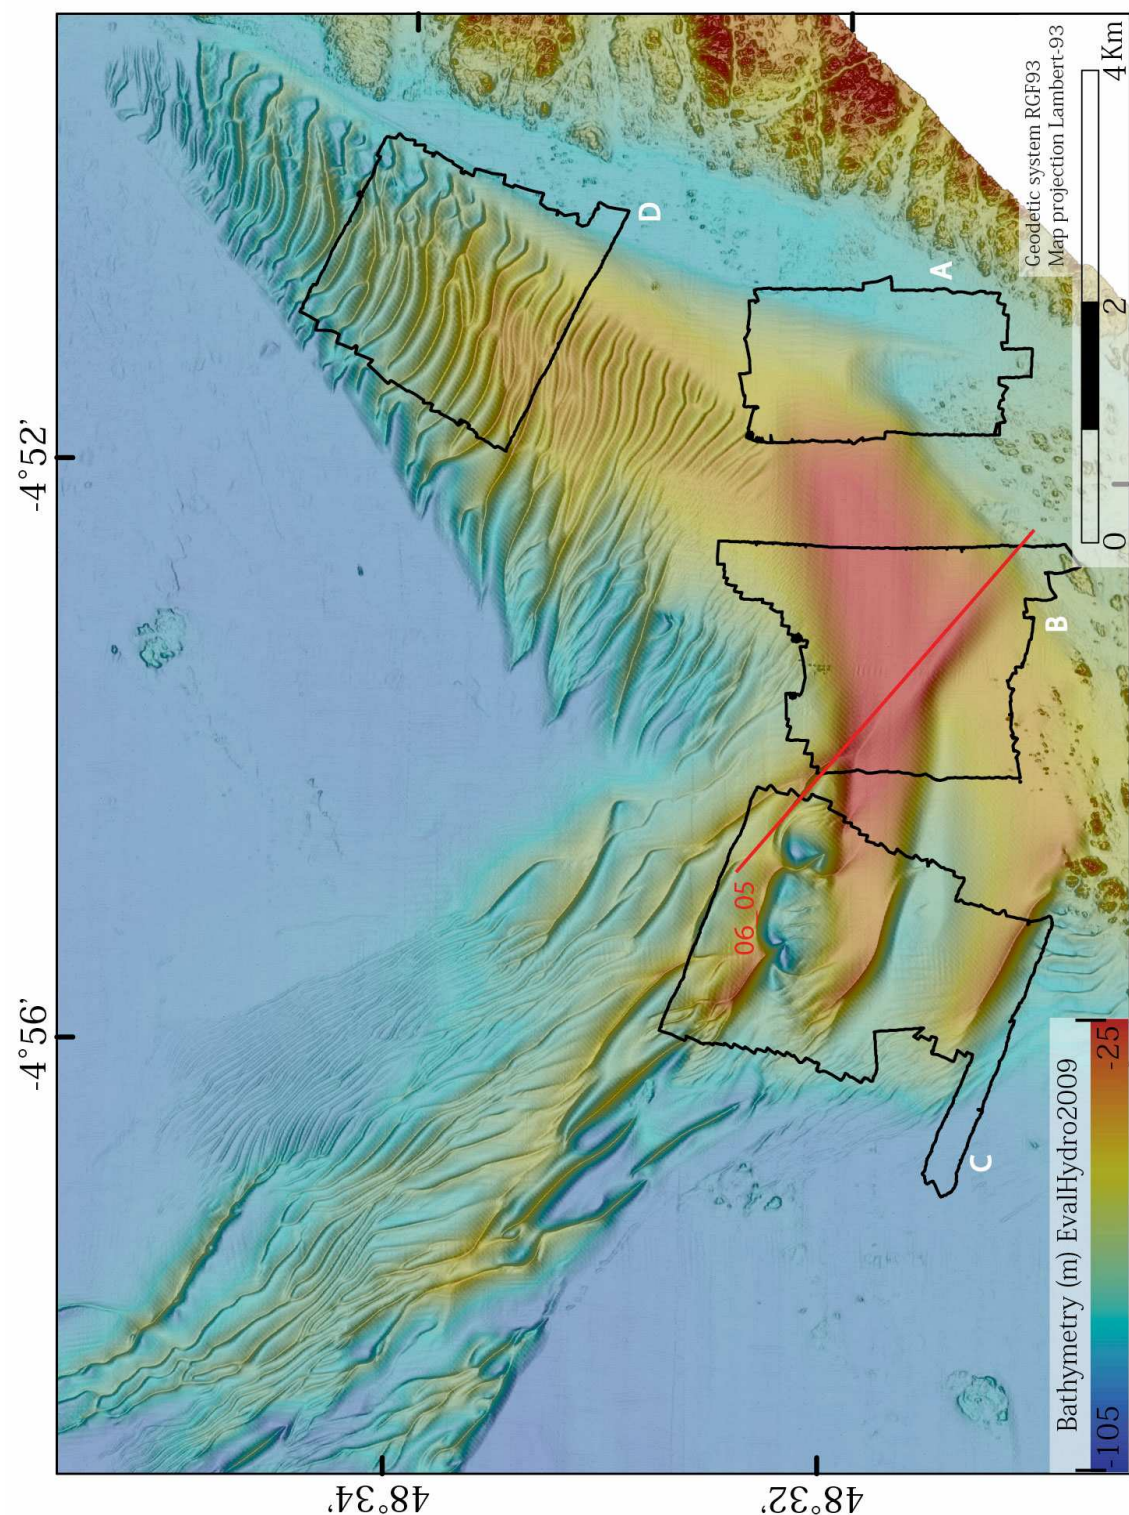 -4°56'
-4°52'
48°34'
48°32'
D
A
B
C
06_05
Bathymetry (m) EvalHydro2009
-105
-25
Geodetic system RGF93
Map projection Lambert-93
0
2
4 Km